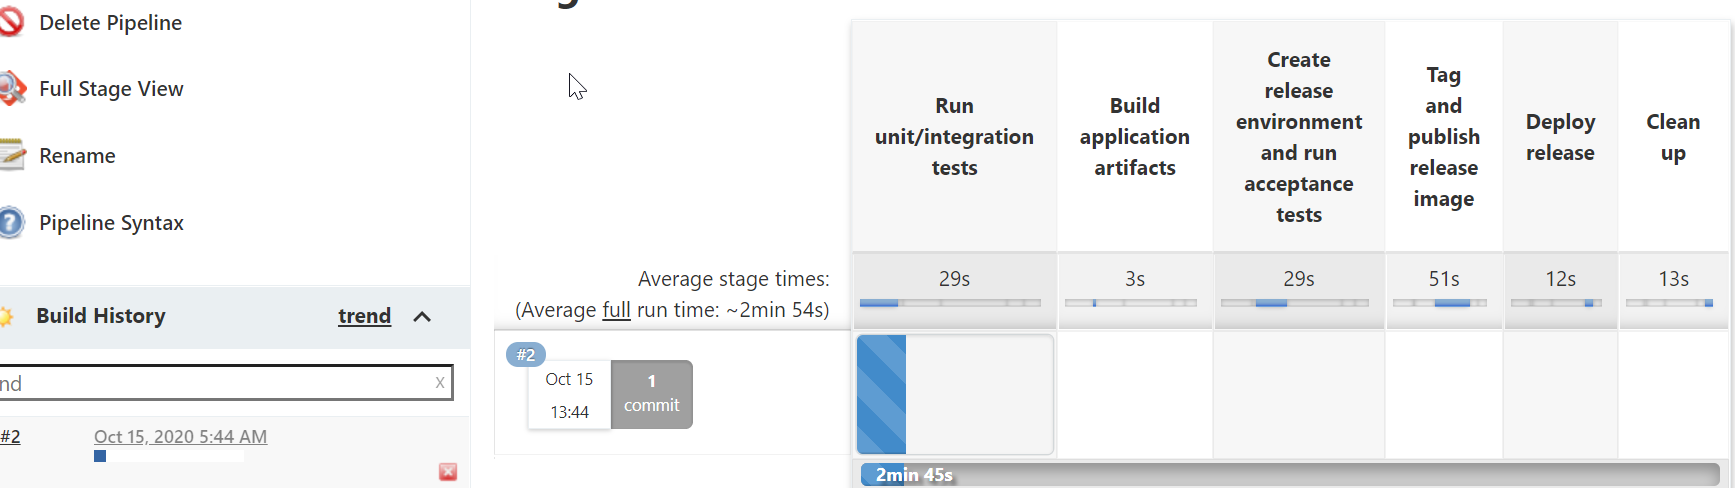 Delete Pipeline
Full Stage View
Rename
Pipeline Syntax
Build History trend
nd x
#2 Oct 15, 2020 5:44 AM
Run
unit/integration
tests
Build
application
artifacts
Create
release
environment
and run
acceptance
tests
Tag
and
publish
release
image
Deploy
release
Clean
up
Average stage times:
(Average full run time: ~2min 54s)
29s
3s
29s
51s
12s
13s
#2
Oct 15
13:44
1
commit
2min 45s